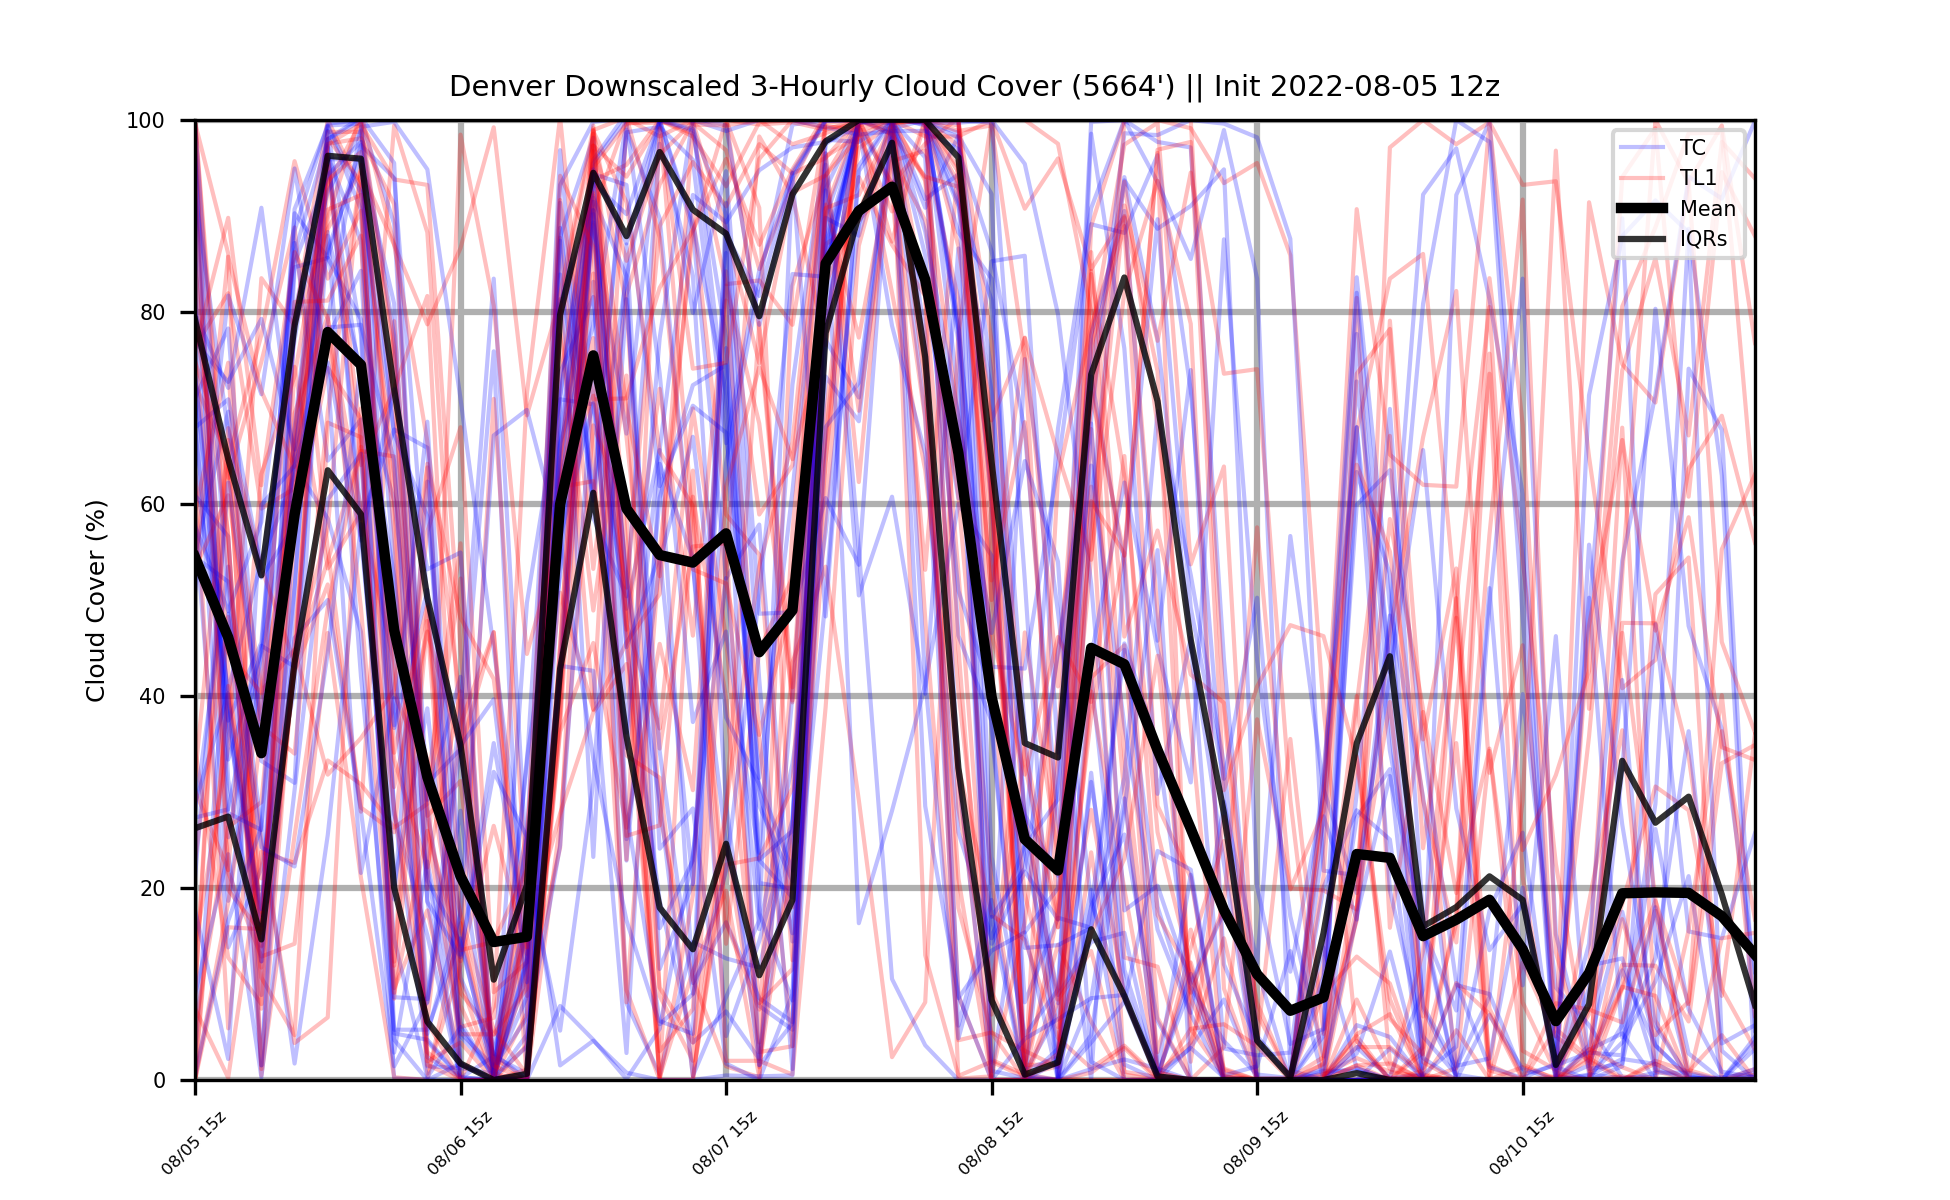 Denver Downscaled 3-Hourly Cloud Cover (5664') || Init 2022-08-05 12z
Cloud Cover (%)
100
80
60
40
20
0
TC
TL1
Mean
IQRs
08/05 15z
08/06 15z
08/07 15z
08/08 15z
08/09 15z
08/10 15z